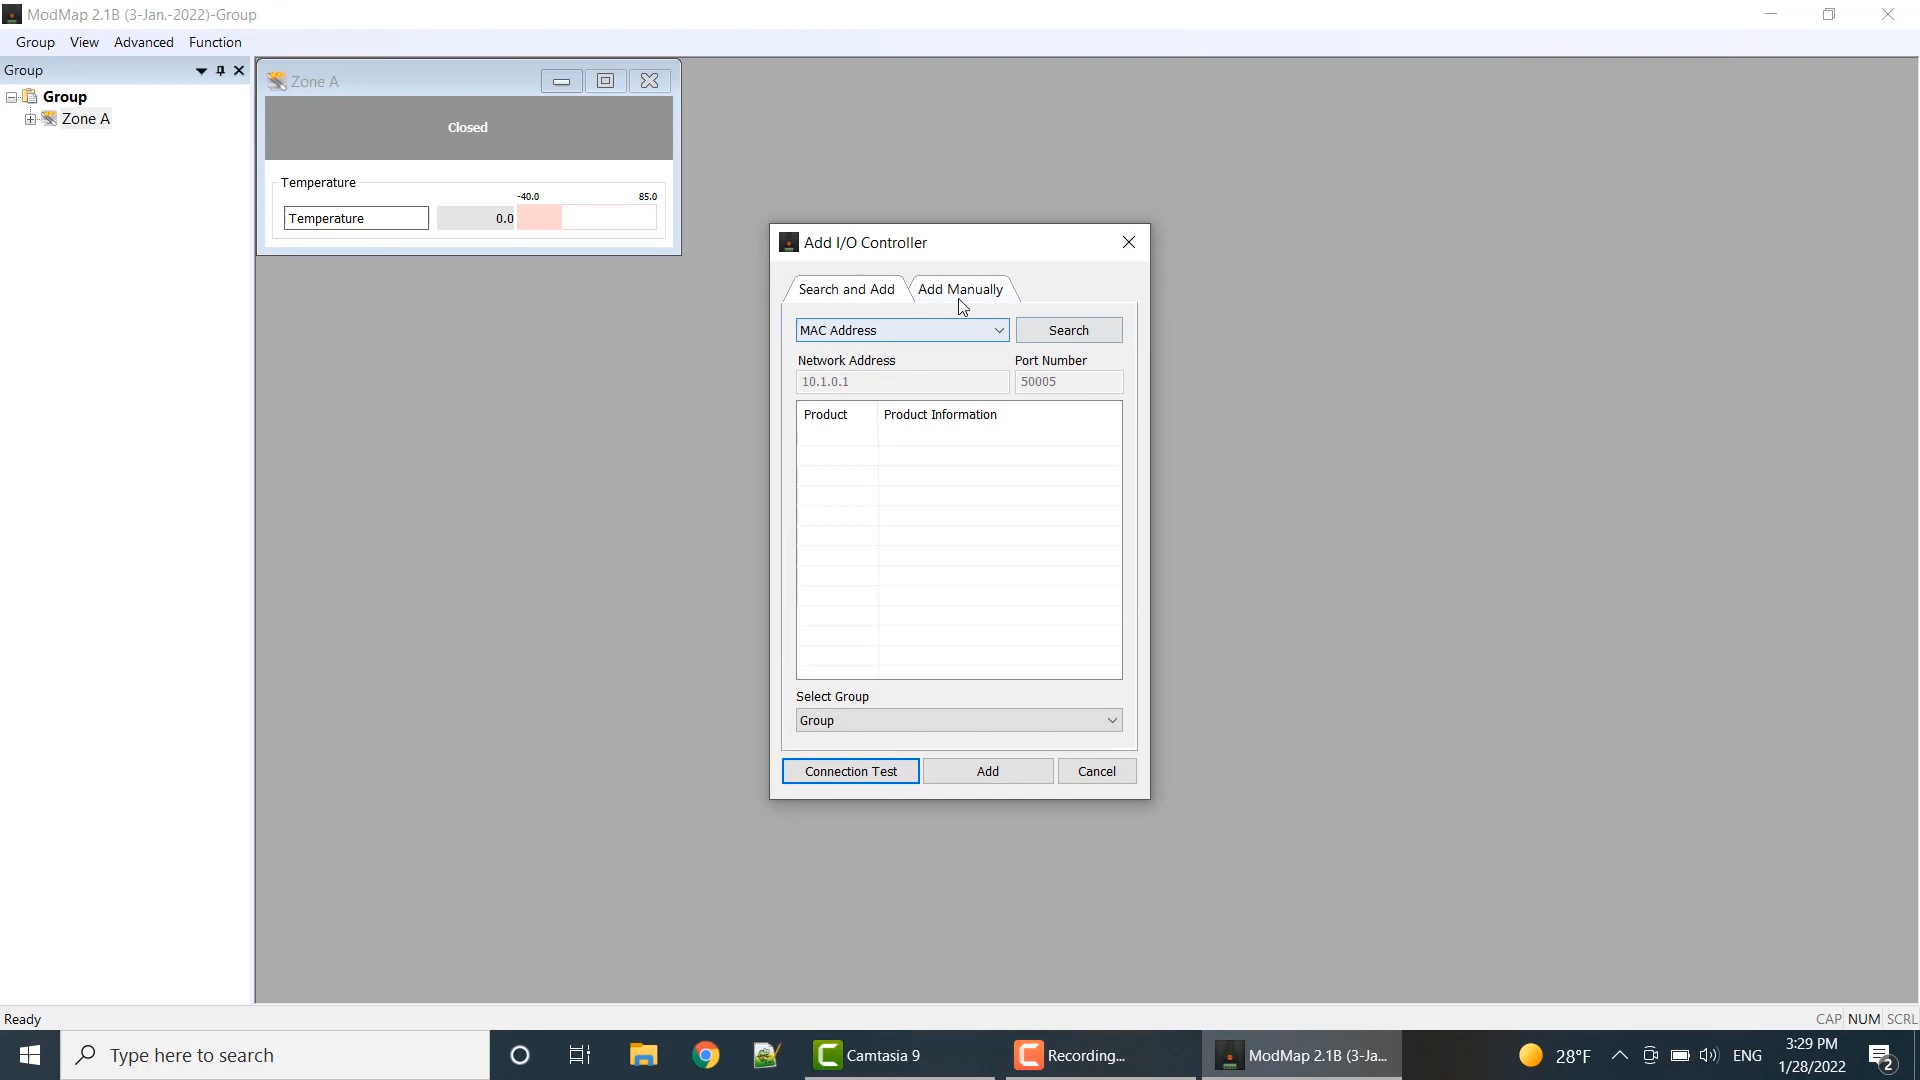 ModMap 2.1B (3-Jan.-2022)-Group
Group View Advanced Function
Group
Group
Zone A
Zone A
Closed
Temperature
-40.0 85.0
Temperature 0.0
Add I/O Controller
Search and Add Add Manually
MAC Address Search
Network Address Port Number
10.1.0.1 50005
Product Product Information
Select Group
Group
Connection Test Add Cancel
Ready CAP NUM SCRL
Type here to search
Camtasia 9
Recording...
ModMap 2.1B (3-Ja...
28°F
ENG
3:29 PM
1/28/2022
2